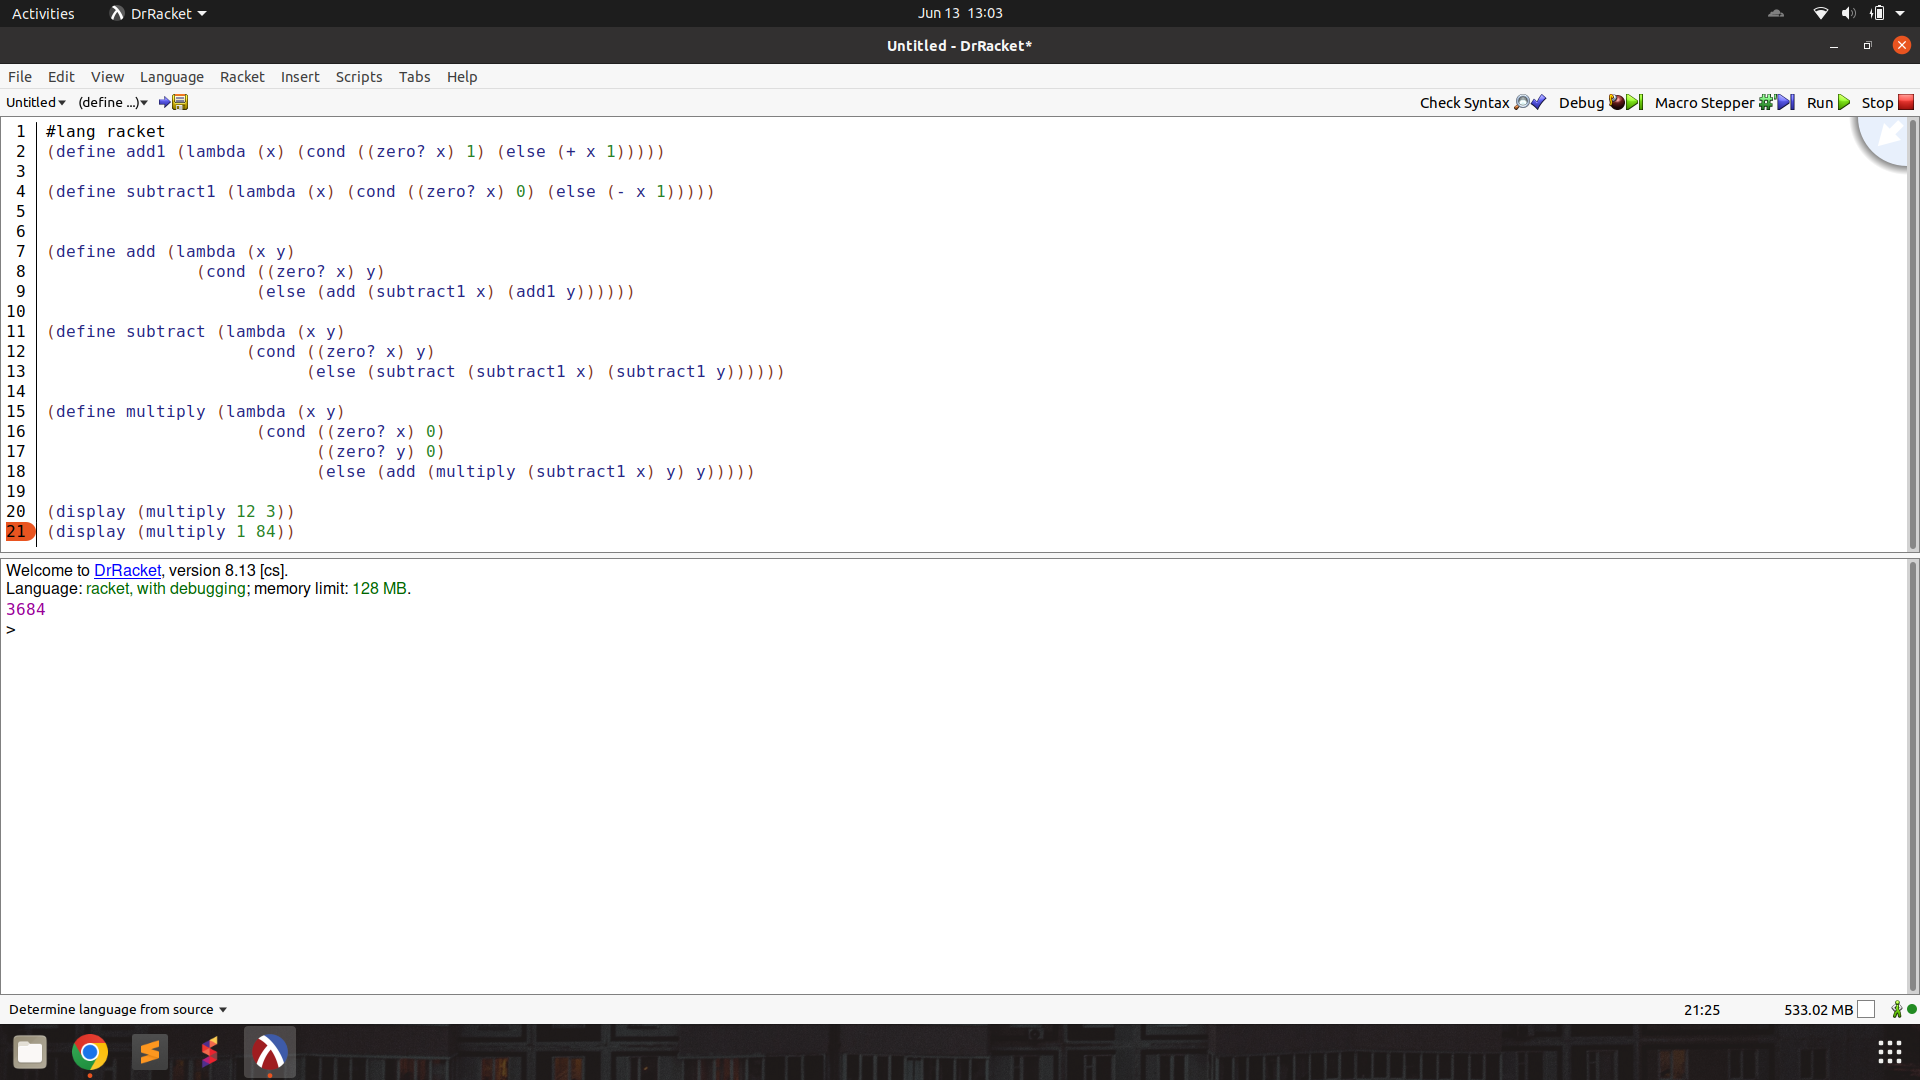 Activities DrRacket Jun 13 13:03
Untitled - DrRacket*
File Edit View Language Racket Insert Scripts Tabs Help
Untitled (define ...) Check Syntax Debug Macro Stepper Run Stop
1 #lang racket
2 (define add1 (lambda (x) (cond ((zero? x) 1) (else (+ x 1)))))
3
4 (define subtract1 (lambda (x) (cond ((zero? x) 0) (else (- x 1)))))
5
6
7 (define add (lambda (x y)
8 (cond ((zero? x) y)
9 (else (add (subtract1 x) (add1 y))))))
10
11 (define subtract (lambda (x y)
12 (cond ((zero? x) y)
13 (else (subtract (subtract1 x) (subtract1 y))))))
14
15 (define multiply (lambda (x y)
16 (cond ((zero? x) 0)
17 ((zero? y) 0)
18 (else (add (multiply (subtract1 x) y) y)))))
19
20 (display (multiply 12 3))
21 (display (multiply 1 84))
Welcome to DrRacket, version 8.13 [cs].
Language: racket, with debugging; memory limit: 128 MB.
3684
>
Determine language from source 21:25 533.02 MB